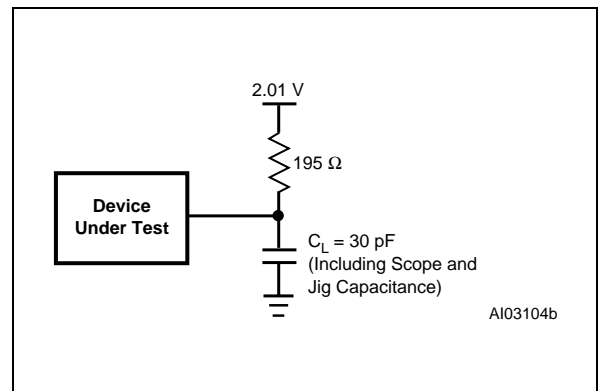 2.01 V
195 Ω
Device
Under Test
C_L = 30 pF
(Including Scope and
Jig Capacitance)
AI03104b